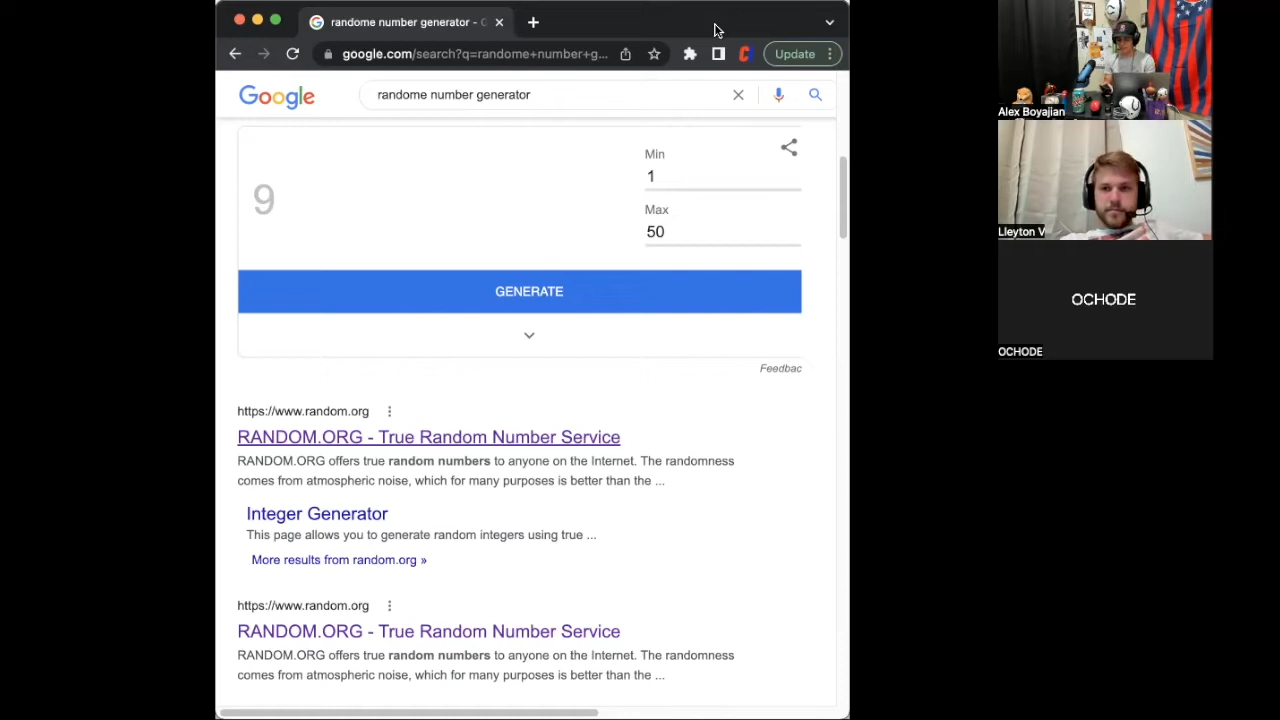 randome number generator - G
google.com/search?q=randome+number+g...
Update
Google
randome number generator
9
Min
1
Max
50
GENERATE
Feedbac
https://www.random.org
RANDOM.ORG - True Random Number Service
RANDOM.ORG offers true random numbers to anyone on the Internet. The randomness
comes from atmospheric noise, which for many purposes is better than the ...
Integer Generator
This page allows you to generate random integers using true ...
More results from random.org »
https://www.random.org
RANDOM.ORG - True Random Number Service
RANDOM.ORG offers true random numbers to anyone on the Internet. The randomness
comes from atmospheric noise, which for many purposes is better than the ...
Alex Boyajian
Lleyton V
OCHODE
OCHODE